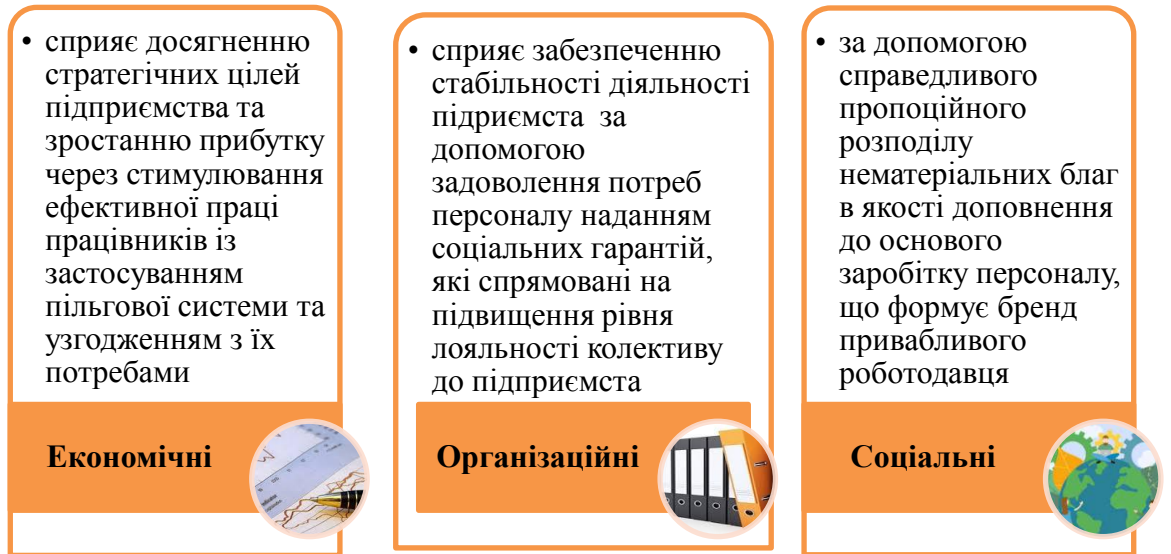 • сприяє досягненню
стратегічних цілей
підприємства та
зростанню прибутку
через стимулювання
ефективної праці
працівників із
застосуванням
пільгової системи та
узгодженням з їх
потребами
Економічні
• сприяє забезпеченню
стабільності діяльності
підриємста за
допомогою
задоволення потреб
персоналу наданням
соціальних гарантій,
які спрямовані на
підвищення рівня
лояльності колективу
до підприємста
Організаційні
• за допомогою
справедливого
пропоційного
розподілу
нематеріальних благ
в якості доповнення
до основого
заробітку персоналу,
що формує бренд
привабливого
роботодавця
Соціальні